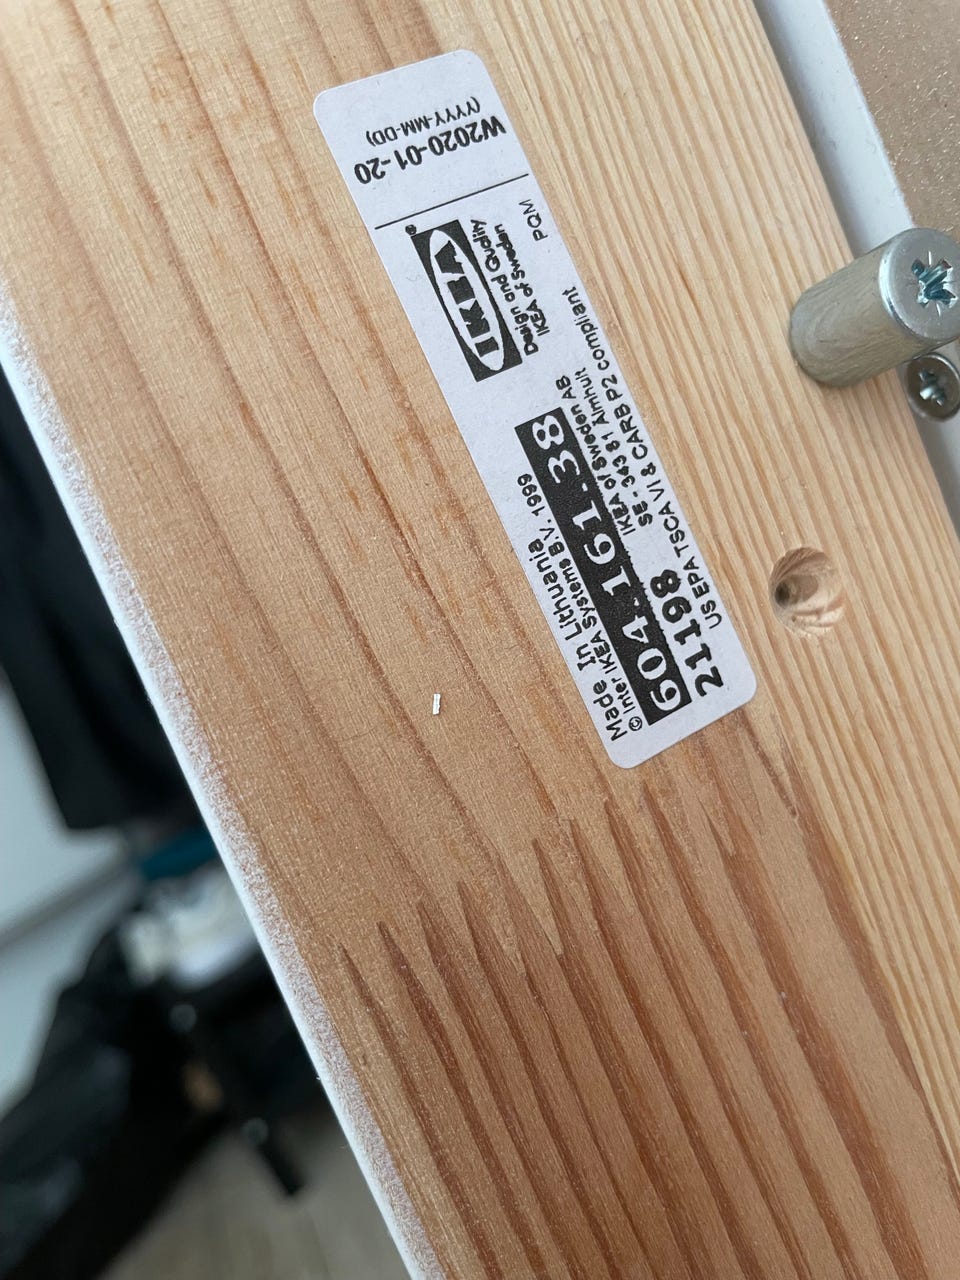 W2020-01-20
(YYYY-MM-DD)
IKEA®
Design and Quality
IKEA of Sweden
PQM
Made In Lithuania
© Inter IKEA Systems B.V. 1999
604.161.38
21198
IKEA of Sweden AB
SE - 343 81 Älmhult
US EPA TSCA VI & CARB P2 compliant